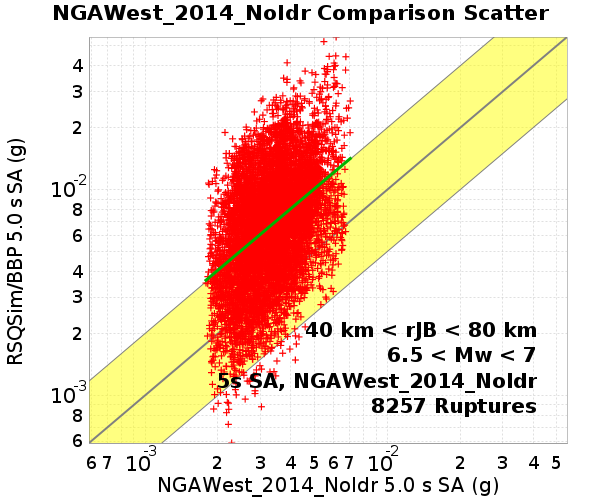 NGAWest_2014_NoIdr Comparison Scatter
RSQSim/BBP 5.0 s SA (g)
4
3
2
10-2
8
6
4
3
2
10-3
8
6
40 km < rJB < 80 km
6.5 < Mw < 7
5s SA, NGAWest_2014_NoIdr
8257 Ruptures
6 7 10-3 2 3 4 5 6 7 10-2 2 3 4 5
NGAWest_2014_NoIdr 5.0 s SA (g)